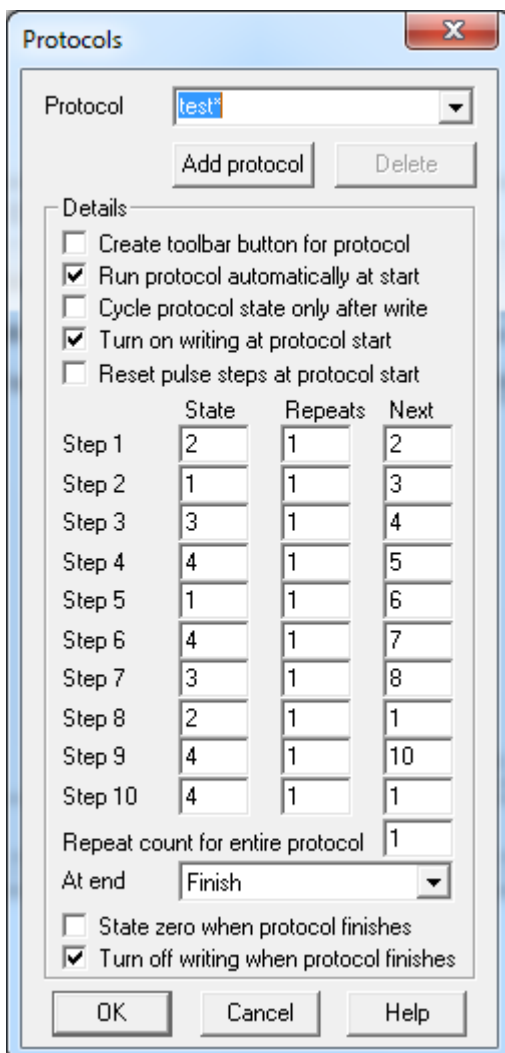 Protocols
Protocol test*
Add protocol Delete
Details
Create toolbar button for protocol
Run protocol automatically at start
Cycle protocol state only after write
Turn on writing at protocol start
Reset pulse steps at protocol start
State Repeats Next
Step 1 2 1 2
Step 2 1 1 3
Step 3 3 1 4
Step 4 4 1 5
Step 5 1 1 6
Step 6 4 1 7
Step 7 3 1 8
Step 8 2 1 1
Step 9 4 1 10
Step 10 4 1 1
Repeat count for entire protocol 1
At end Finish
State zero when protocol finishes
Turn off writing when protocol finishes
OK Cancel Help